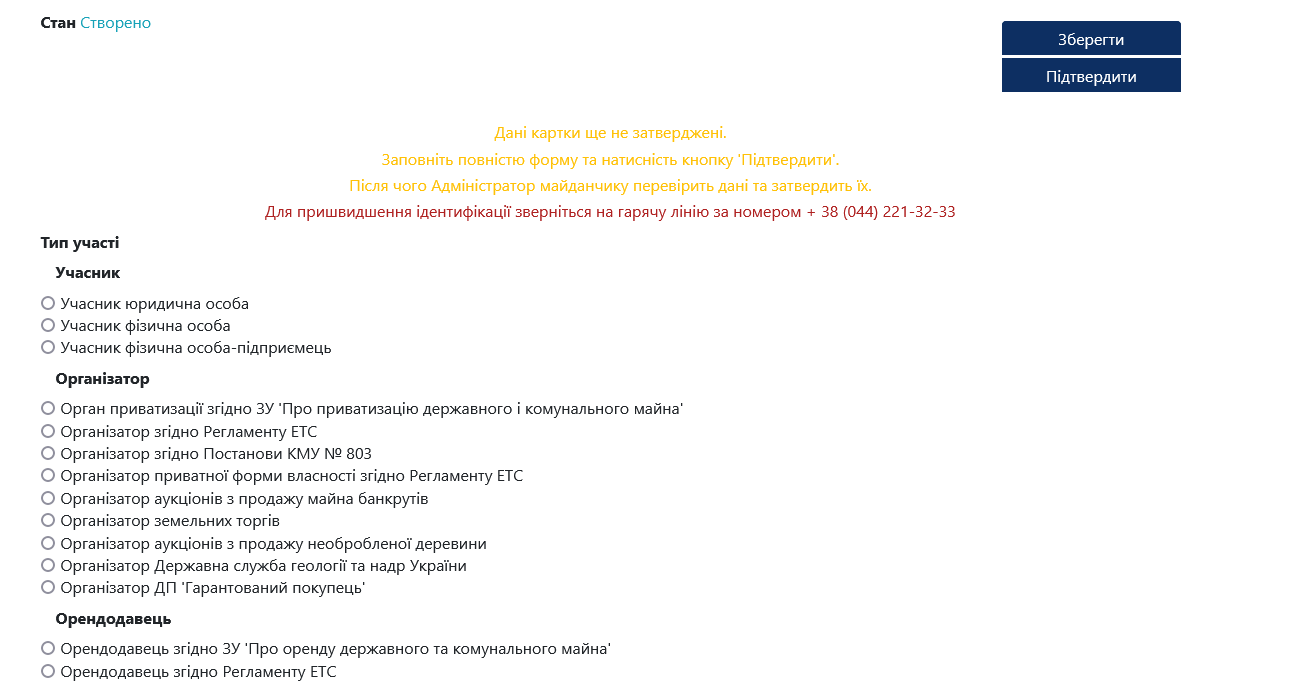 Стан Створено
Зберегти
Підтвердити
Дані картки ще не затверджені.
Заповніть повністю форму та натисність кнопку 'Підтвердити'.
Після чого Адміністратор майданчику перевірить дані та затвердить їх.
Для пришвидшення ідентифікації зверніться на гарячу лінію за номером + 38 (044) 221-32-33
Тип участі
Учасник
Учасник юридична особа
Учасник фізична особа
Учасник фізична особа-підприємець
Організатор
Орган приватизації згідно ЗУ 'Про приватизацію державного і комунального майна'
Організатор згідно Регламенту ЕТС
Організатор згідно Постанови КМУ № 803
Організатор приватної форми власності згідно Регламенту ЕТС
Організатор аукціонів з продажу майна банкрутів
Організатор земельних торгів
Організатор аукціонів з продажу необробленої деревини
Організатор Державна служба геології та надр України
Організатор ДП 'Гарантований покупець'
Орендодавець
Орендодавець згідно ЗУ 'Про оренду державного та комунального майна'
Орендодавець згідно Регламенту ЕТС